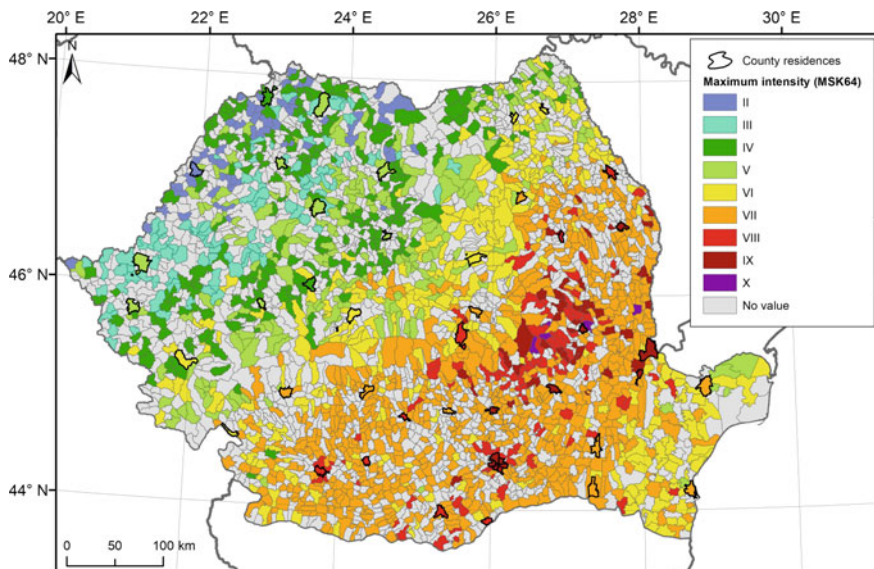 20° E 22° E 24° E 26° E 28° E 30° E
48° N
46° N
44° N
N
County residences
Maximum intensity (MSK64)
II
III
IV
V
VI
VII
VIII
IX
X
No value
0 50 100 km